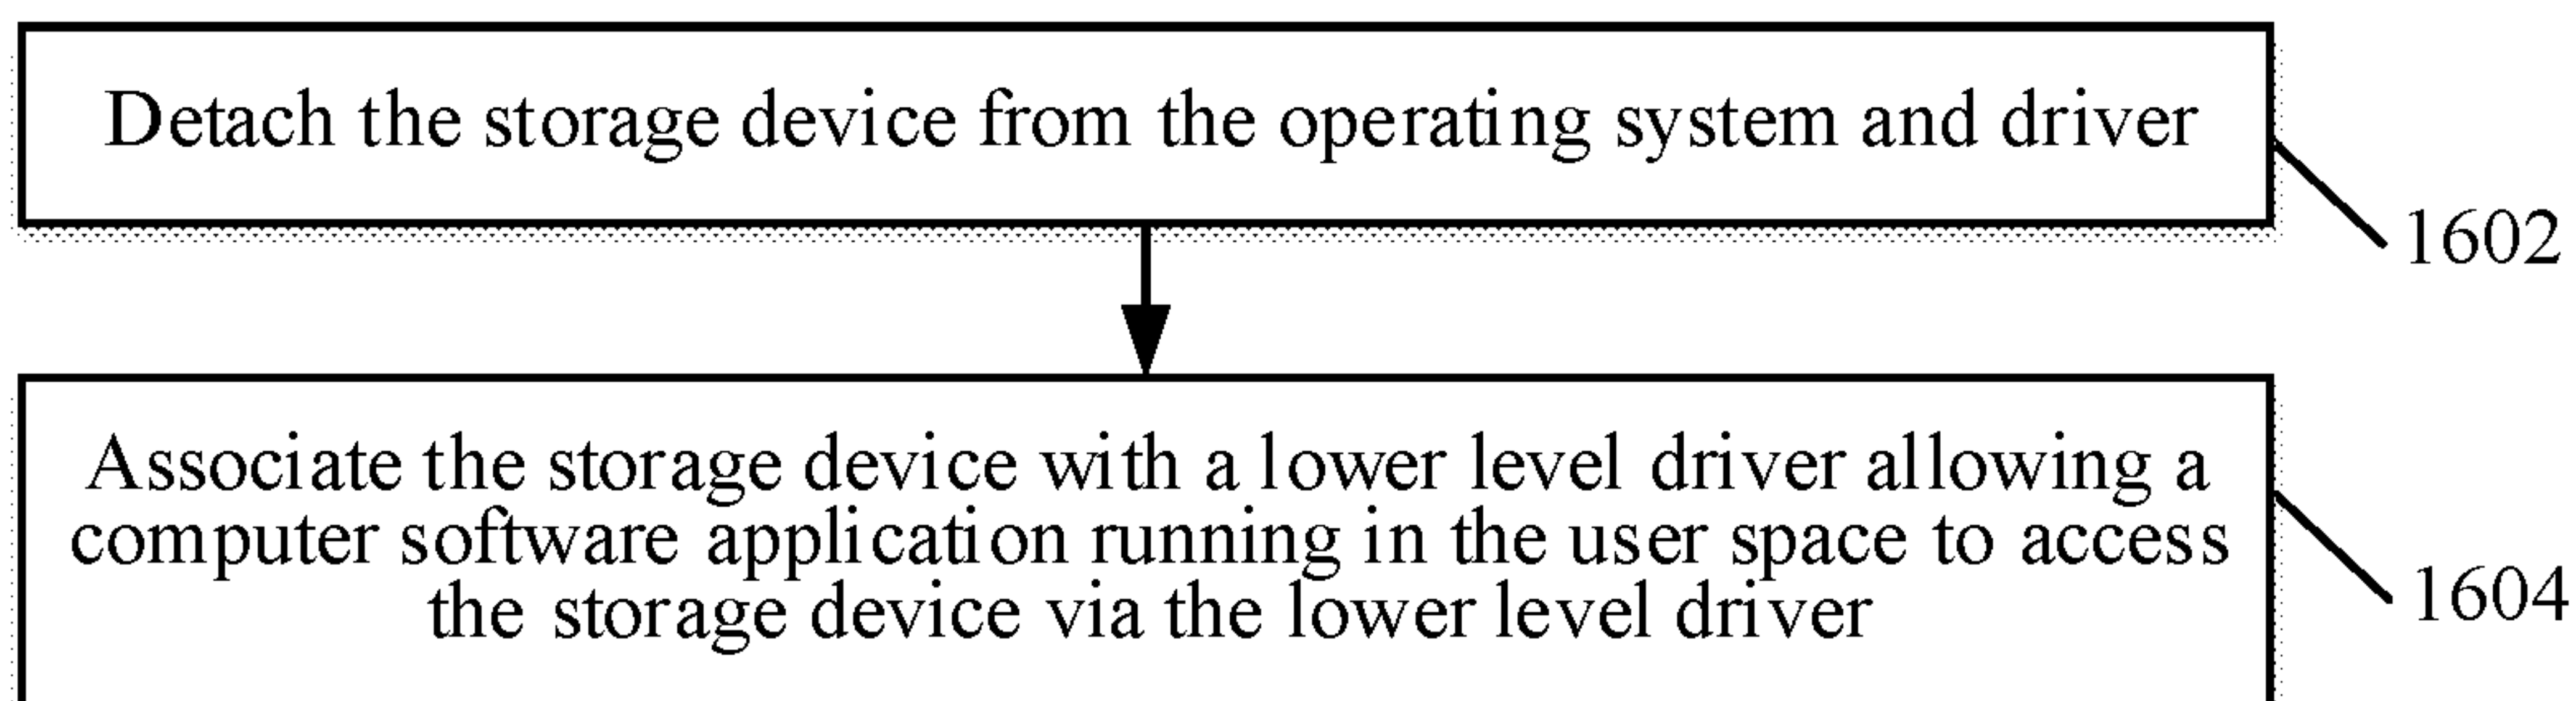 Detach the storage device from the operating system and driver
1602
Associate the storage device with a lower level driver allowing a
computer software application running in the user space to access
the storage device via the lower level driver
1604